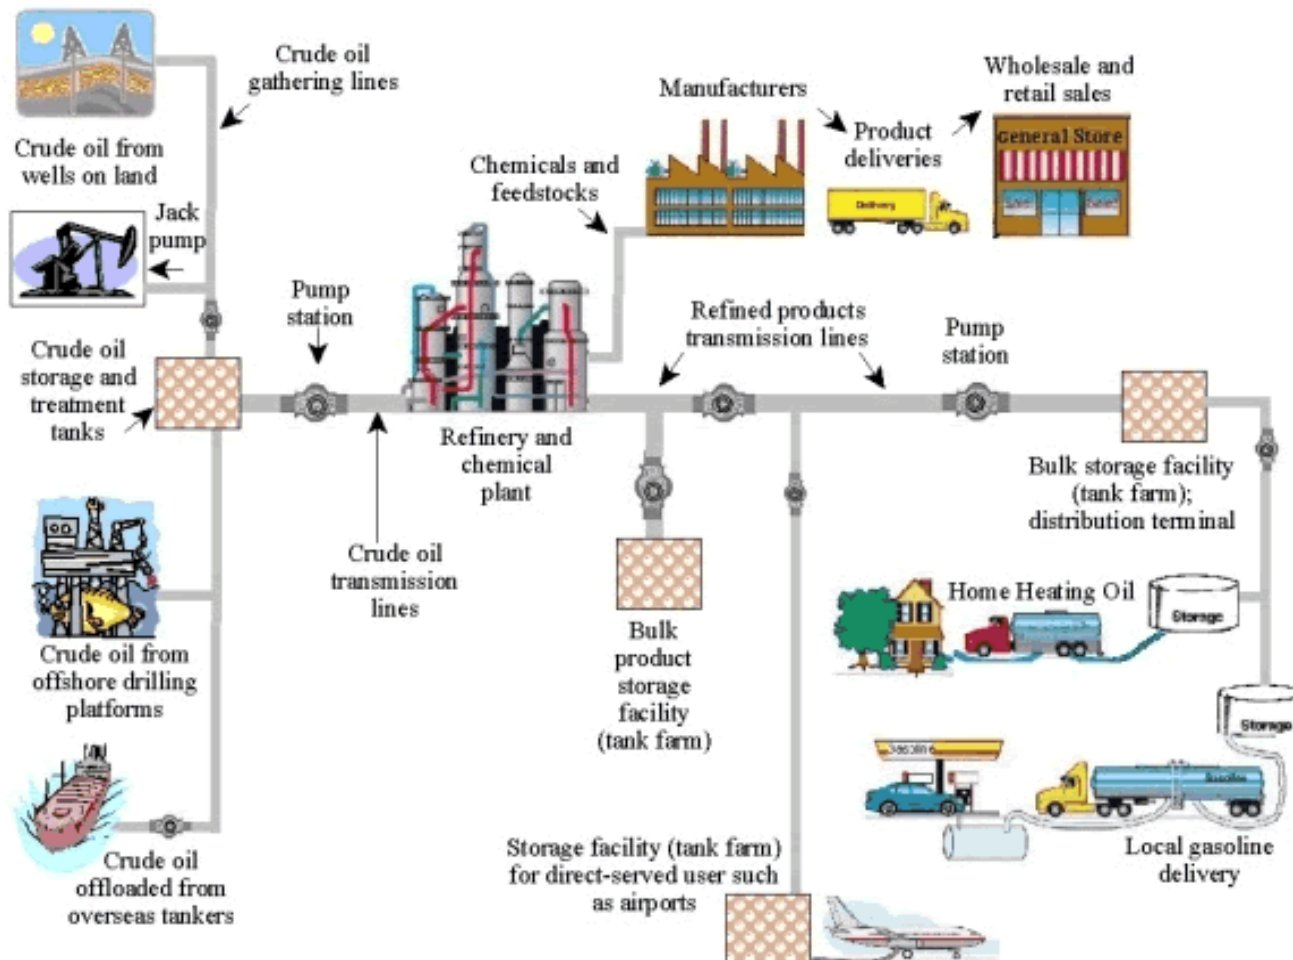 Crude oil
gathering lines
Crude oil from
wells on land
Jack
pump
Crude oil
storage and
treatment
tanks
Pump
station
Crude oil
transmission
lines
Crude oil from
offshore drilling
platforms
Crude oil
offloaded from
overseas tankers
Refinery and
chemical
plant
Chemicals and
feedstocks
Manufacturers
Product
deliveries
Delivery
Wholesale and
retail sales
General Store
Refined products
transmission lines
Pump
station
Bulk
product
storage
facility
(tank farm)
Storage facility (tank farm)
for direct-served user such
as airports
Bulk storage facility
(tank farm);
distribution terminal
Home Heating Oil
Storage
Storage
Gasoline
Gasoline
Local gasoline
delivery